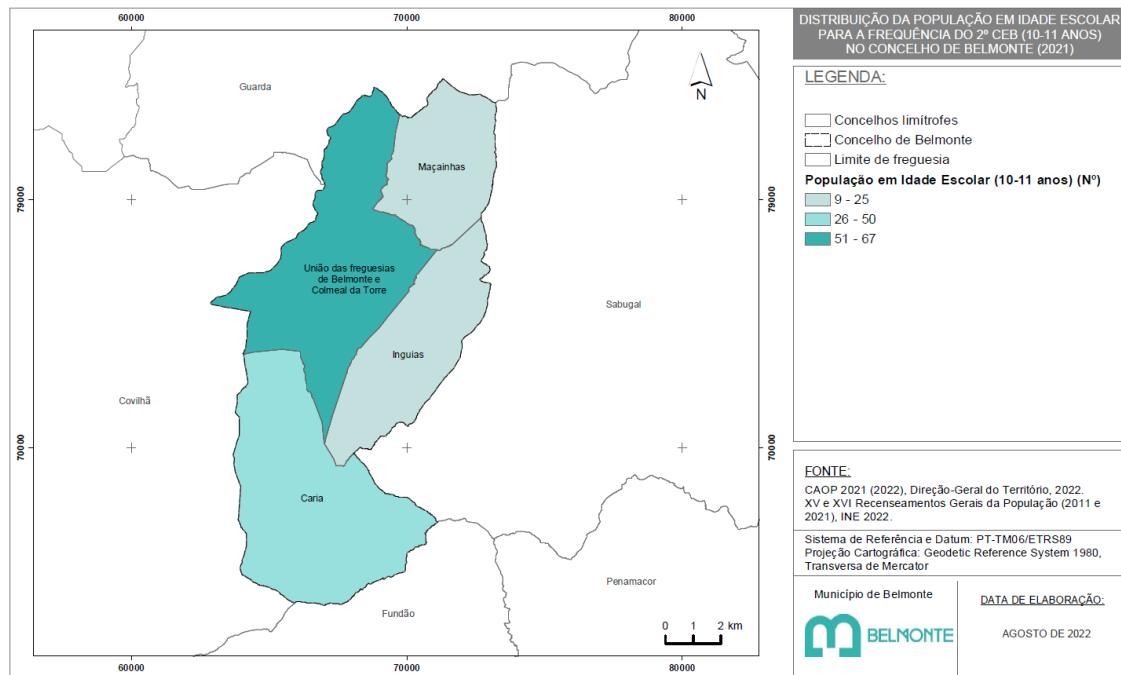 60000
70000
80000
DISTRIBUIÇÃO DA POPULAÇÃO EM IDADE ESCOLAR
PARA A FREQUÊNCIA DO 2º CEB (10-11 ANOS)
NO CONCELHO DE BELMONTE (2021)
LEGENDA:
Concelhos limítrofes
Concelho de Belmonte
Limite de freguesia
População em Idade Escolar (10-11 anos) (Nº)
9 - 25
26 - 50
51 - 67
N
Guarda
Maçainhas
79000
79000
União das freguesias
de Belmonte e
Colmeal da Torre
Sabugal
Inguias
Covilhã
70000
70000
Caria
Penamacor
Fundão
0 1 2 km
60000
70000
80000
FONTE:
CAOP 2021 (2022), Direção-Geral do Território, 2022.
XV e XVI Recenseamentos Gerais da População (2011 e
2021), INE 2022.
Sistema de Referência e Datum: PT-TM06/ETRS89
Projeção Cartográfica: Geodetic Reference System 1980,
Transversa de Mercator
Município de Belmonte
BELMONTE
DATA DE ELABORAÇÃO:
AGOSTO DE 2022